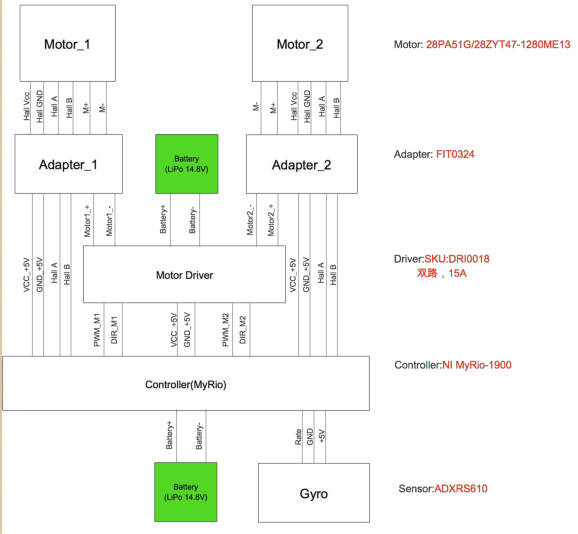 Motor_1
Motor_2
Motor: 28PA51G/28ZYT47-1280ME13
Hall Vcc
Hall GND
Hall A
Hall B
M+
M-
M-
M+
Hall Vcc
Hall GND
Hall A
Hall B
Adapter_1
Battery
(LiPo 14.8V)
Adapter_2
Adapter: FIT0324
VCC_+5V
GND_+5V
Hall A
Hall B
Motor1_+
Motor1_-
Battery+
Battery-
Motor2_-
Motor2_+
VCC_+5V
GND_+5V
Hall A
Hall B
Motor Driver
Driver:SKU:DRI0018
双路，15A
PWM_M1
DIR_M1
VCC_+5V
GND_+5V
PWM_M2
DIR_M2
Controller(MyRio)
Controller:NI MyRio-1900
Battery+
Battery-
Rate
GND
+5V
Battery
(LiPo 14.8V)
Gyro
Sensor:ADXRS610